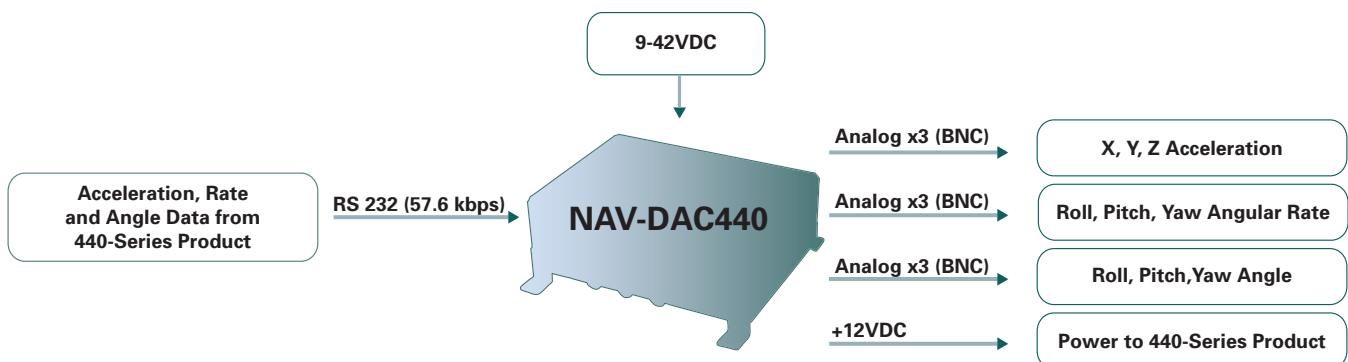 9-42VDC
Acceleration, Rate
and Angle Data from
440-Series Product
RS 232 (57.6 kbps)
NAV-DAC440
Analog x3 (BNC)
X, Y, Z Acceleration
Analog x3 (BNC)
Roll, Pitch, Yaw Angular Rate
Analog x3 (BNC)
Roll, Pitch,Yaw Angle
+12VDC
Power to 440-Series Product